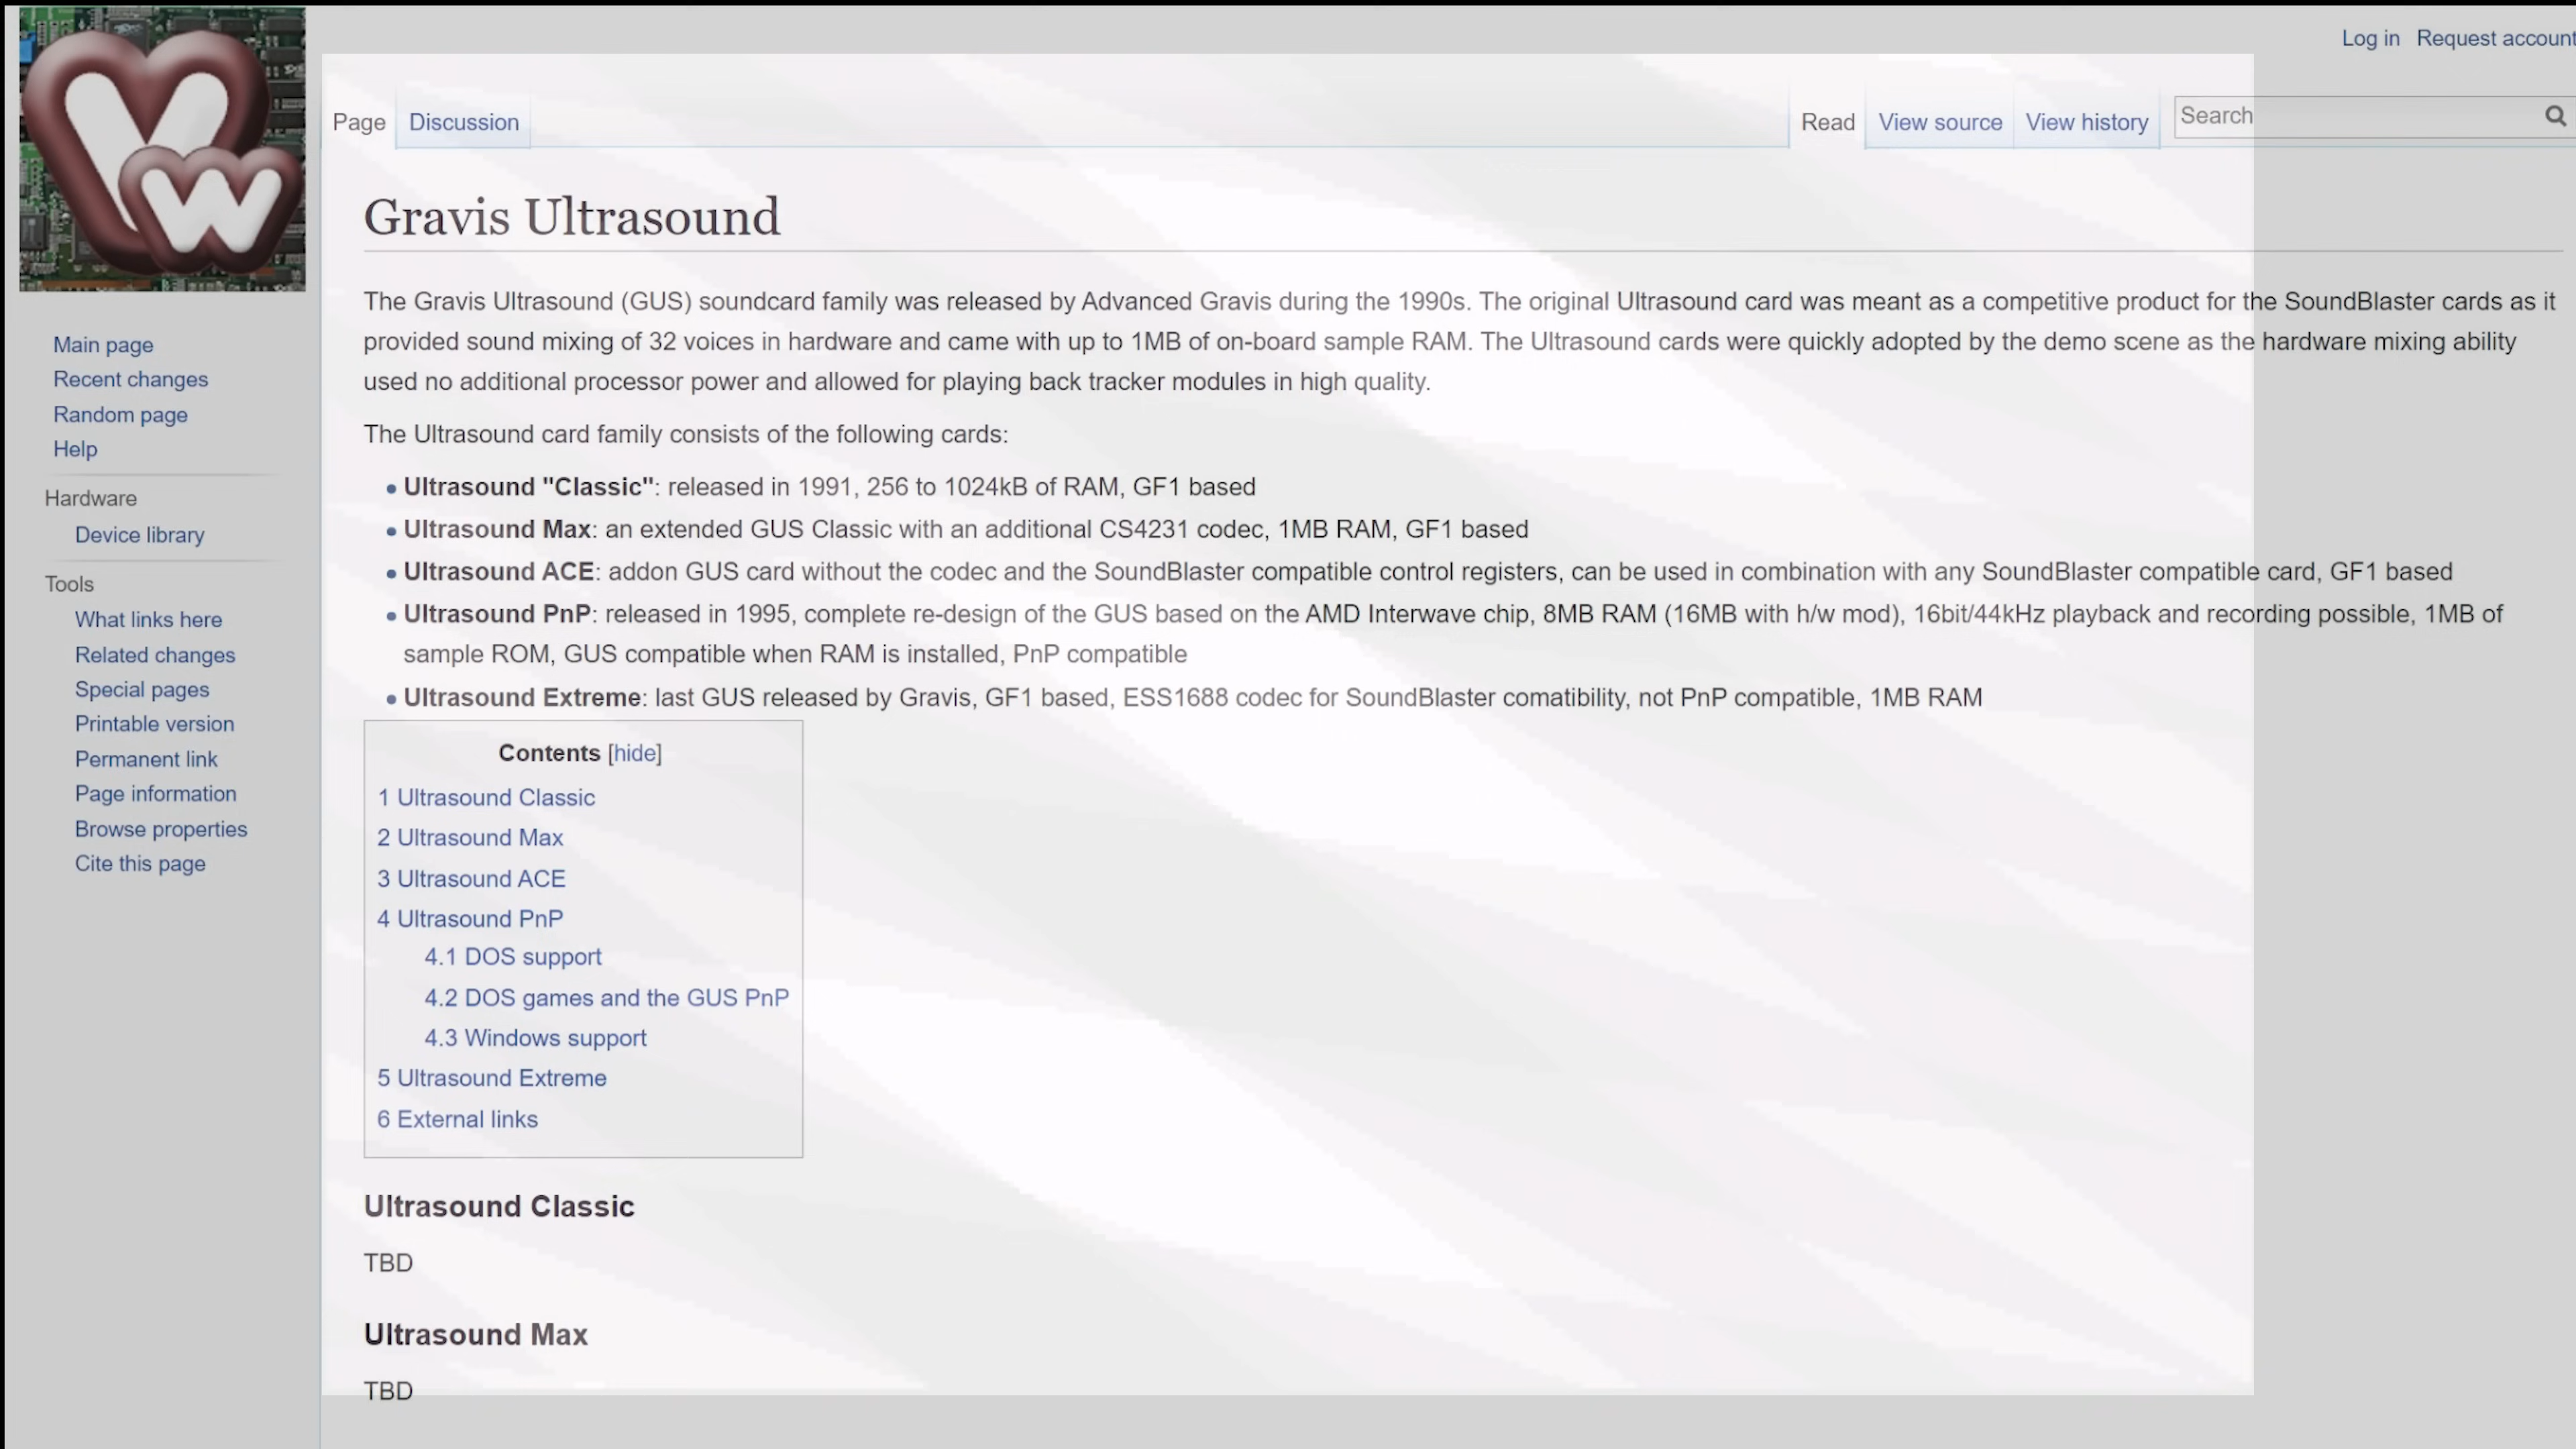 Log in Request account
Page Discussion Read View source View history Search
Gravis Ultrasound
The Gravis Ultrasound (GUS) soundcard family was released by Advanced Gravis during the 1990s. The original Ultrasound card was meant as a competitive product for the SoundBlaster cards as it
provided sound mixing of 32 voices in hardware and came with up to 1MB of on-board sample RAM. The Ultrasound cards were quickly adopted by the demo scene as the hardware mixing ability
used no additional processor power and allowed for playing back tracker modules in high quality.
The Ultrasound card family consists of the following cards:
• Ultrasound "Classic": released in 1991, 256 to 1024kB of RAM, GF1 based
• Ultrasound Max: an extended GUS Classic with an additional CS4231 codec, 1MB RAM, GF1 based
• Ultrasound ACE: addon GUS card without the codec and the SoundBlaster compatible control registers, can be used in combination with any SoundBlaster compatible card, GF1 based
• Ultrasound PnP: released in 1995, complete re-design of the GUS based on the AMD Interwave chip, 8MB RAM (16MB with h/w mod), 16bit/44kHz playback and recording possible, 1MB of
sample ROM, GUS compatible when RAM is installed, PnP compatible
• Ultrasound Extreme: last GUS released by Gravis, GF1 based, ESS1688 codec for SoundBlaster comatibility, not PnP compatible, 1MB RAM
Contents [hide]
1 Ultrasound Classic
2 Ultrasound Max
3 Ultrasound ACE
4 Ultrasound PnP
4.1 DOS support
4.2 DOS games and the GUS PnP
4.3 Windows support
5 Ultrasound Extreme
6 External links
Ultrasound Classic
TBD
Ultrasound Max
TBD
VW
Main page
Recent changes
Random page
Help
Hardware
Device library
Tools
What links here
Related changes
Special pages
Printable version
Permanent link
Page information
Browse properties
Cite this page